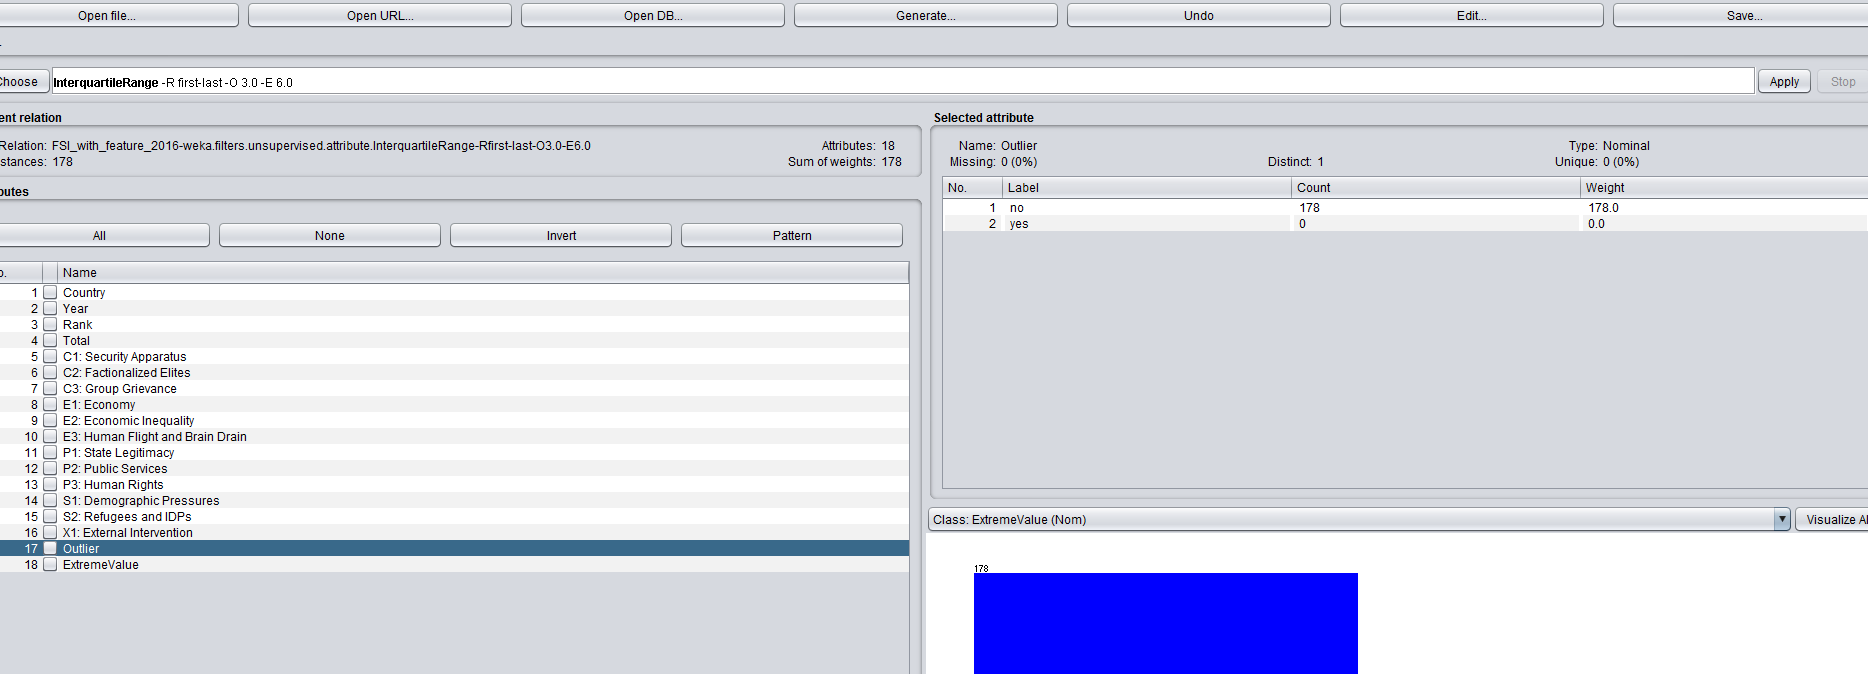 Open file... Open URL... Open DB... Generate... Undo Edit... Save...
Choose InterquartileRange -R first-last -O 3.0 -E 6.0 Apply Stop
ent relation
Relation: FSI_with_feature_2016-weka.filters.unsupervised.attribute.InterquartileRange-Rfirst-last-O3.0-E6.0 Attributes: 18
stances: 178 Sum of weights: 178
butes
All None Invert Pattern
o. Name
1 Country
2 Year
3 Rank
4 Total
5 C1: Security Apparatus
6 C2: Factionalized Elites
7 C3: Group Grievance
8 E1: Economy
9 E2: Economic Inequality
10 E3: Human Flight and Brain Drain
11 P1: State Legitimacy
12 P2: Public Services
13 P3: Human Rights
14 S1: Demographic Pressures
15 S2: Refugees and IDPs
16 X1: External Intervention
17 Outlier
18 ExtremeValue
Selected attribute
Name: Outlier Type: Nominal
Missing: 0 (0%) Distinct: 1 Unique: 0 (0%)
No. Label Count Weight
1 no 178 178.0
2 yes 0 0.0
Class: ExtremeValue (Nom) Visualize Al
178